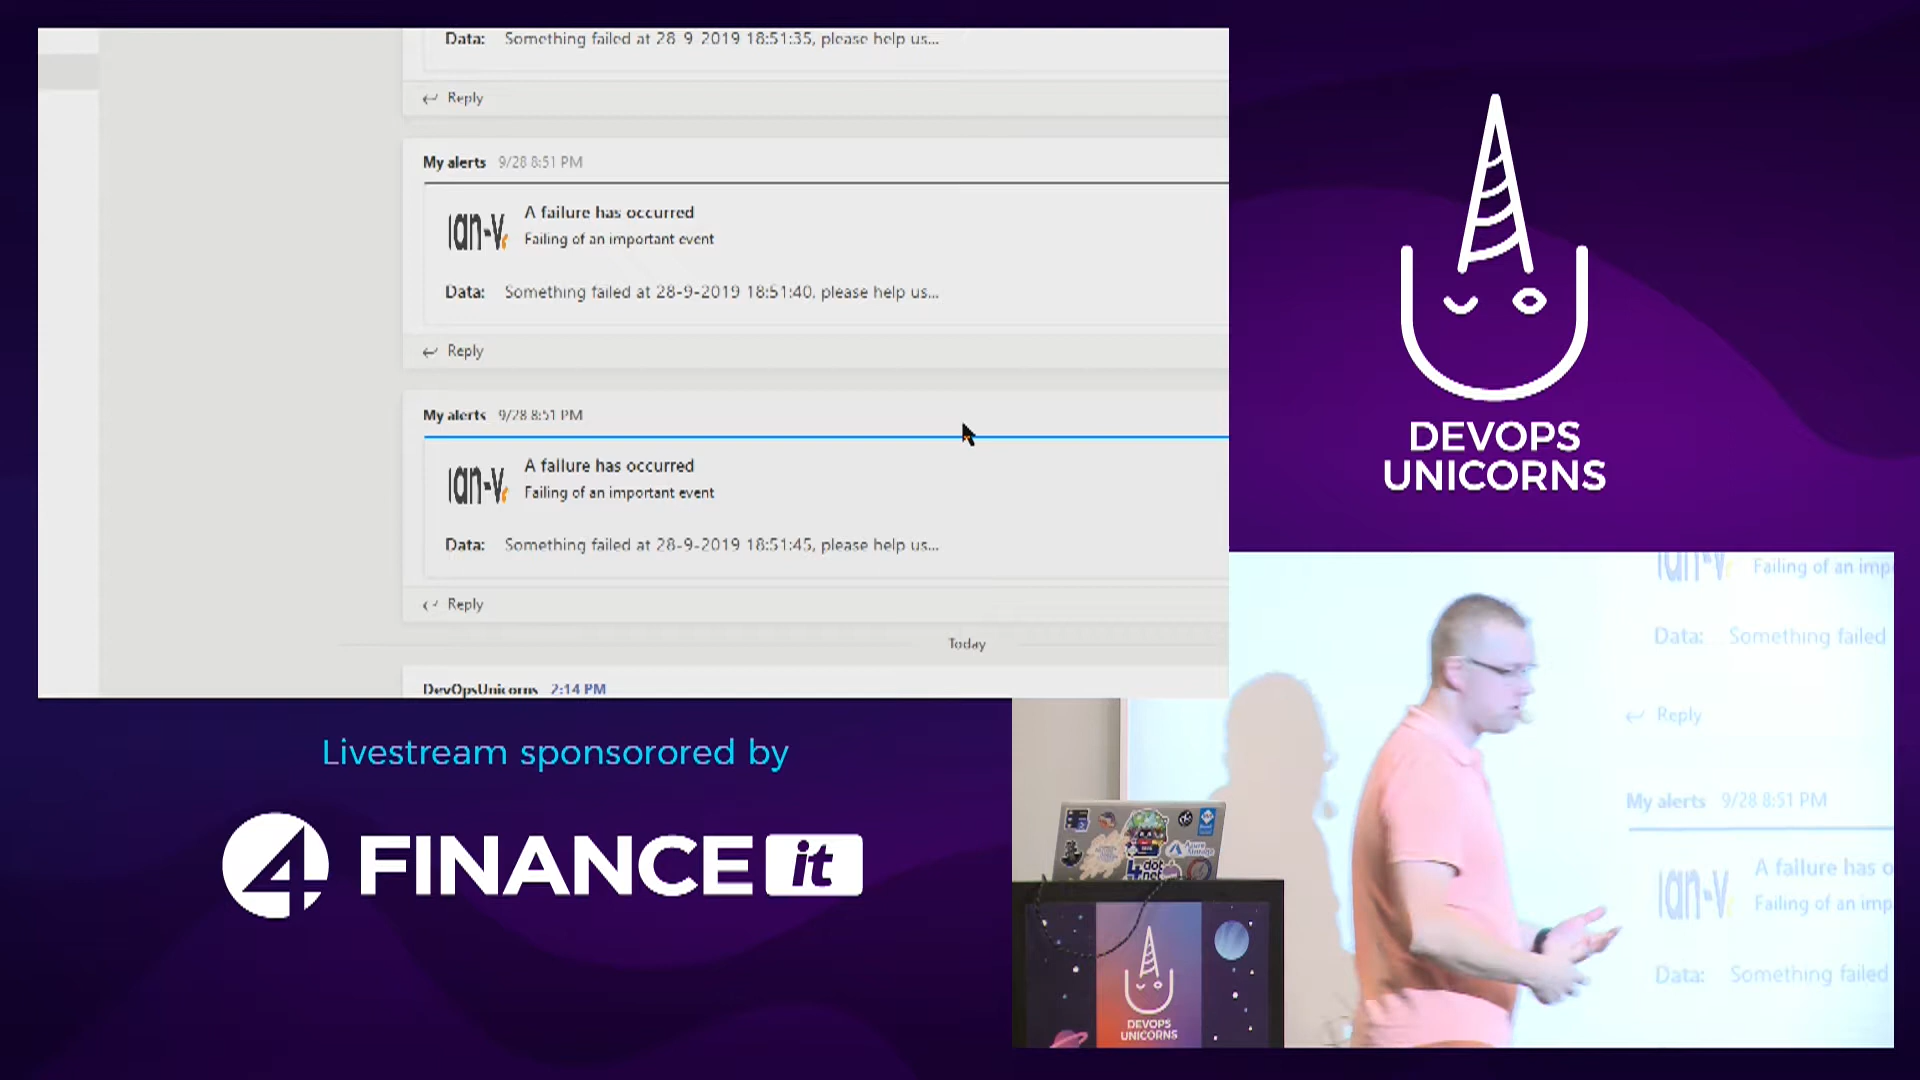 Data: Something failed at 28-9-2019 18:51:35, please help us...
Reply
My alerts 9/28 8:51 PM
A failure has occurred
Failing of an important event
Data: Something failed at 28-9-2019 18:51:40, please help us...
Reply
My alerts 9/28 8:51 PM
A failure has occurred
Failing of an important event
Data: Something failed at 28-9-2019 18:51:45, please help us...
Reply
Today
DevOpsUnicorns 2:14 PM
DEVOPS
UNICORNS
Livestream sponsorored by
4 FINANCE it
Failing of an imp
Data: Something failed
Reply
My alerts 9/28 8:51 PM
A failure has o
Failing of an imp
Data: Something failed
dot
net
DEVOPS
UNICORNS